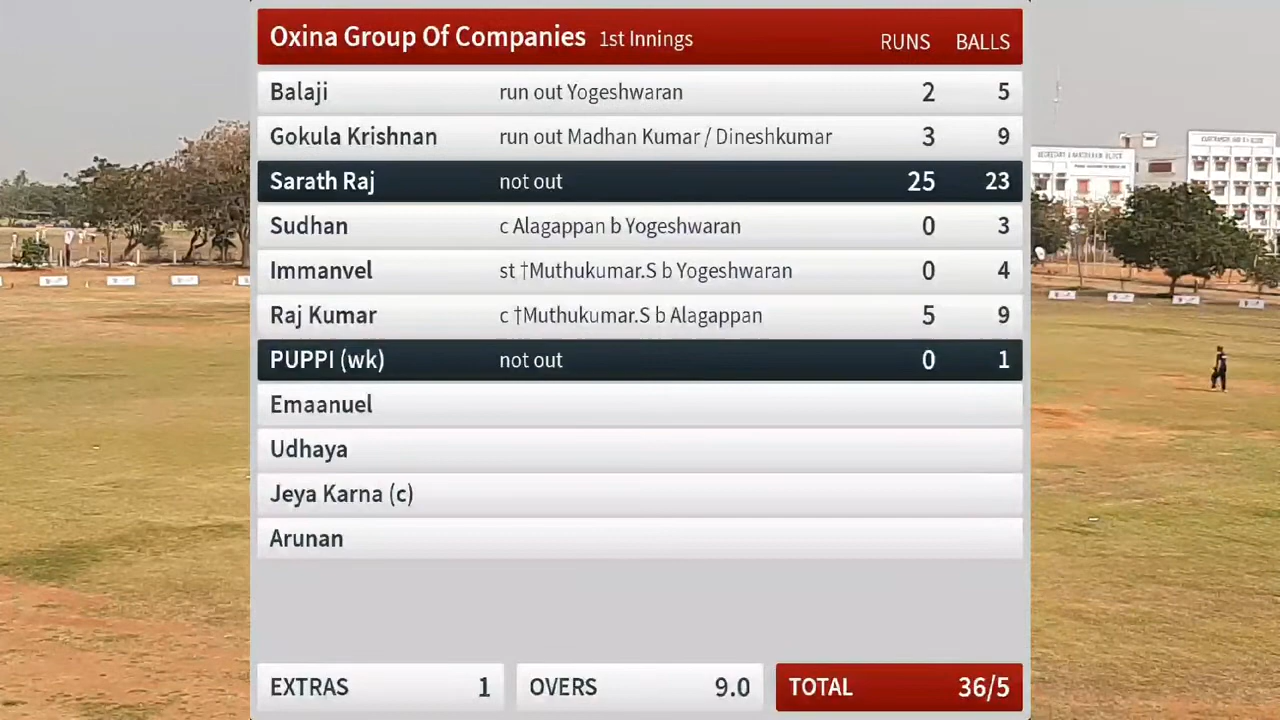 Oxina Group Of Companies 1st Innings RUNS BALLS
Balaji run out Yogeshwaran 2 5
Gokula Krishnan run out Madhan Kumar / Dineshkumar 3 9
Sarath Raj not out 25 23
Sudhan c Alagappan b Yogeshwaran 0 3
Immanvel st †Muthukumar.S b Yogeshwaran 0 4
Raj Kumar c †Muthukumar.S b Alagappan 5 9
PUPPI (wk) not out 0 1
Emaanuel
Udhaya
Jeya Karna (c)
Arunan
EXTRAS 1 OVERS 9.0 TOTAL 36/5